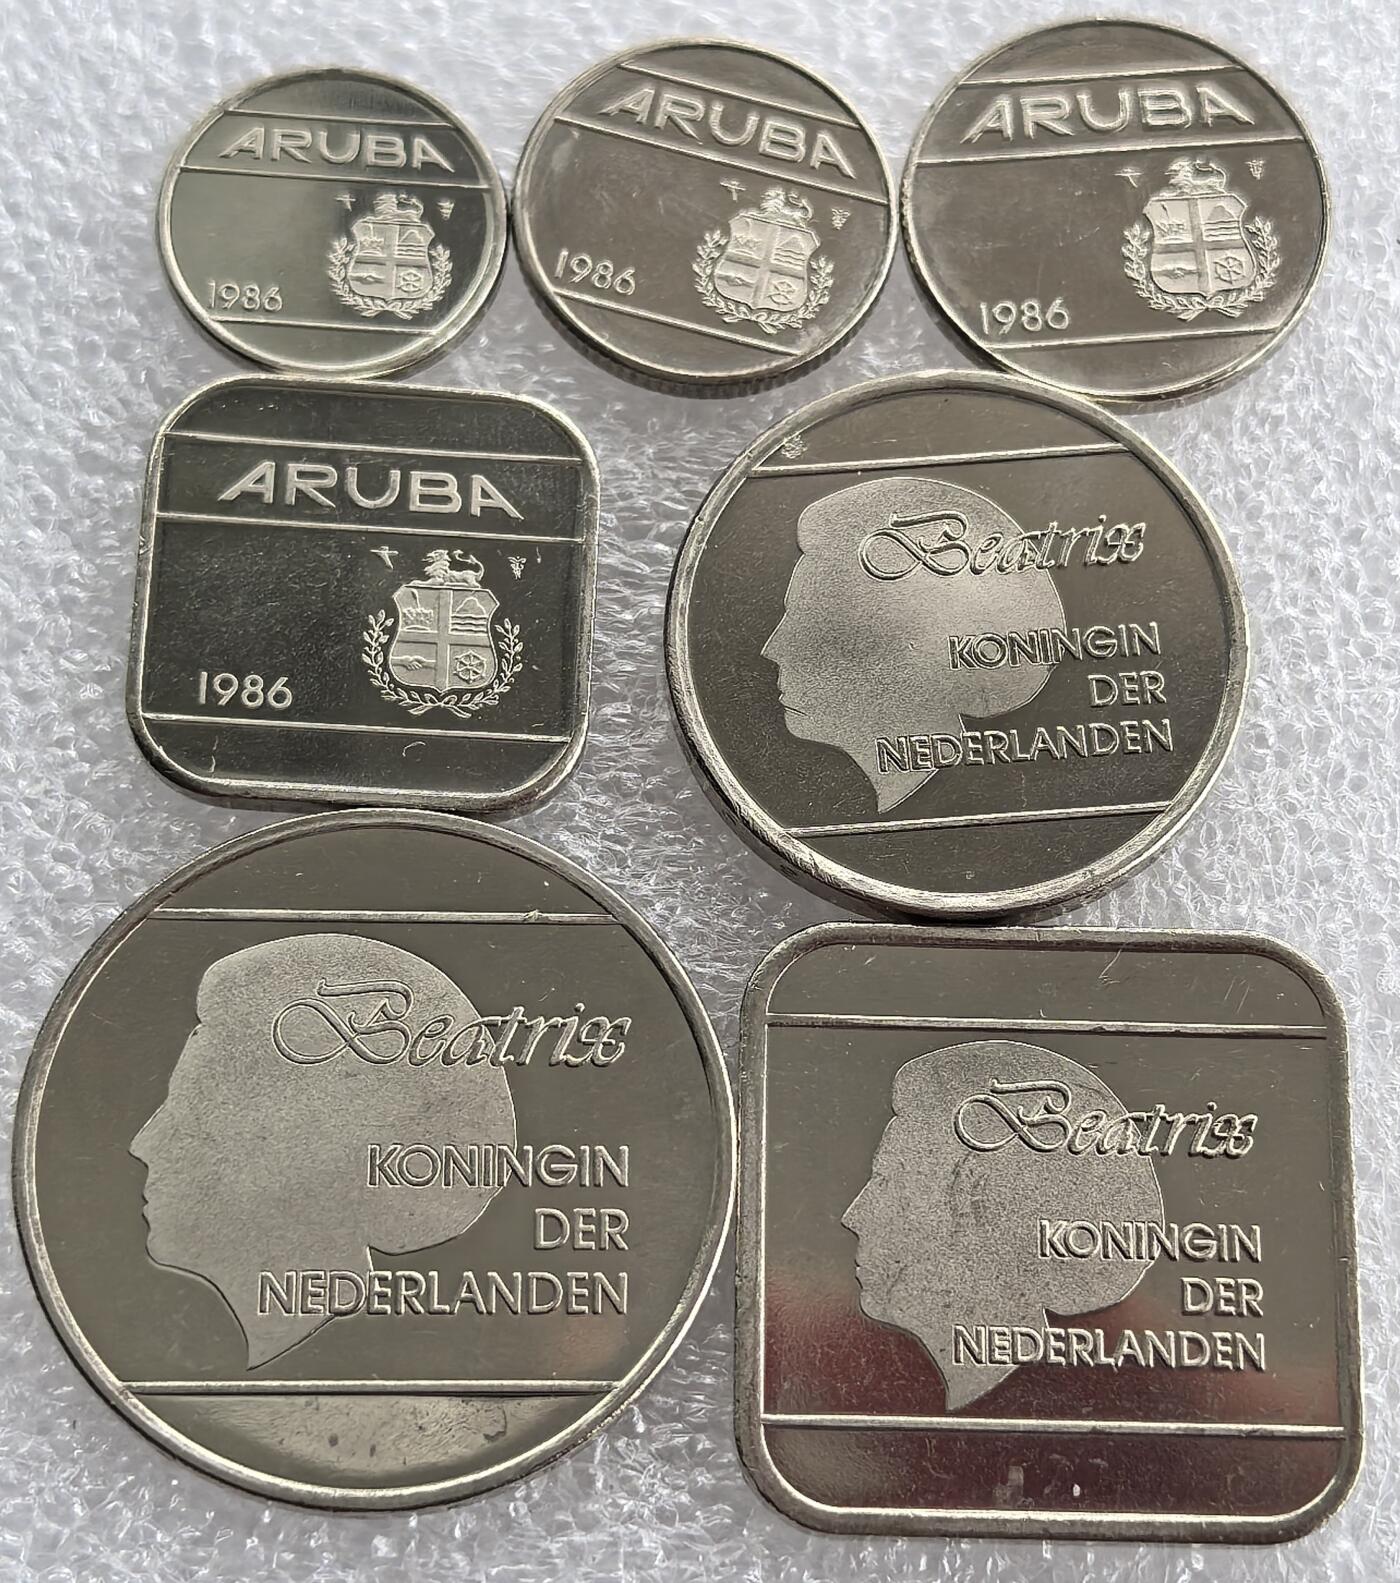 ARUBA
1986
ARUBA
1986
ARUBA
1986
ARUBA
1986
Beatrix
KONINGIN
DER
NEDERLANDEN
Beatrix
KONINGIN
DER
NEDERLANDEN
Beatrix
KONINGIN
DER
NEDERLANDEN